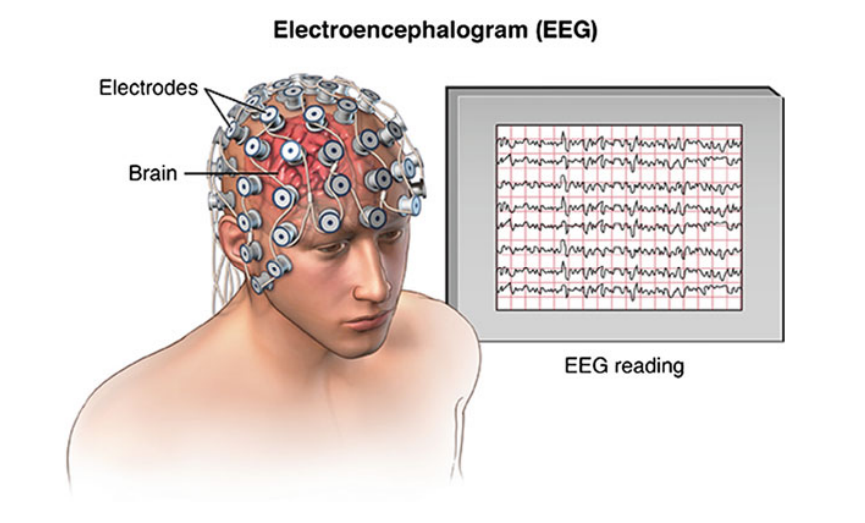 Electroencephalogram (EEG)
Electrodes
Brain
EEG reading